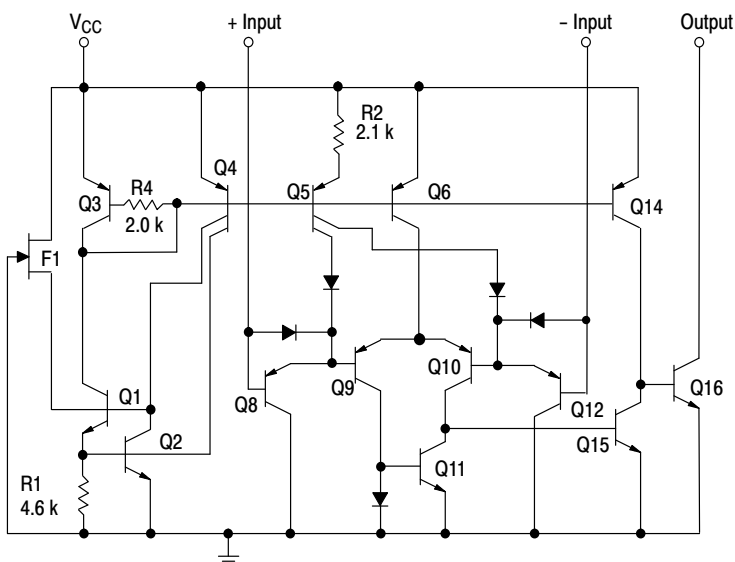 V_CC
+ Input
– Input
Output
R2
2.1 k
Q3
R4
2.0 k
Q4
Q5
Q6
Q14
F1
Q1
Q2
Q8
Q9
Q10
Q12
Q16
Q11
Q15
R1
4.6 k